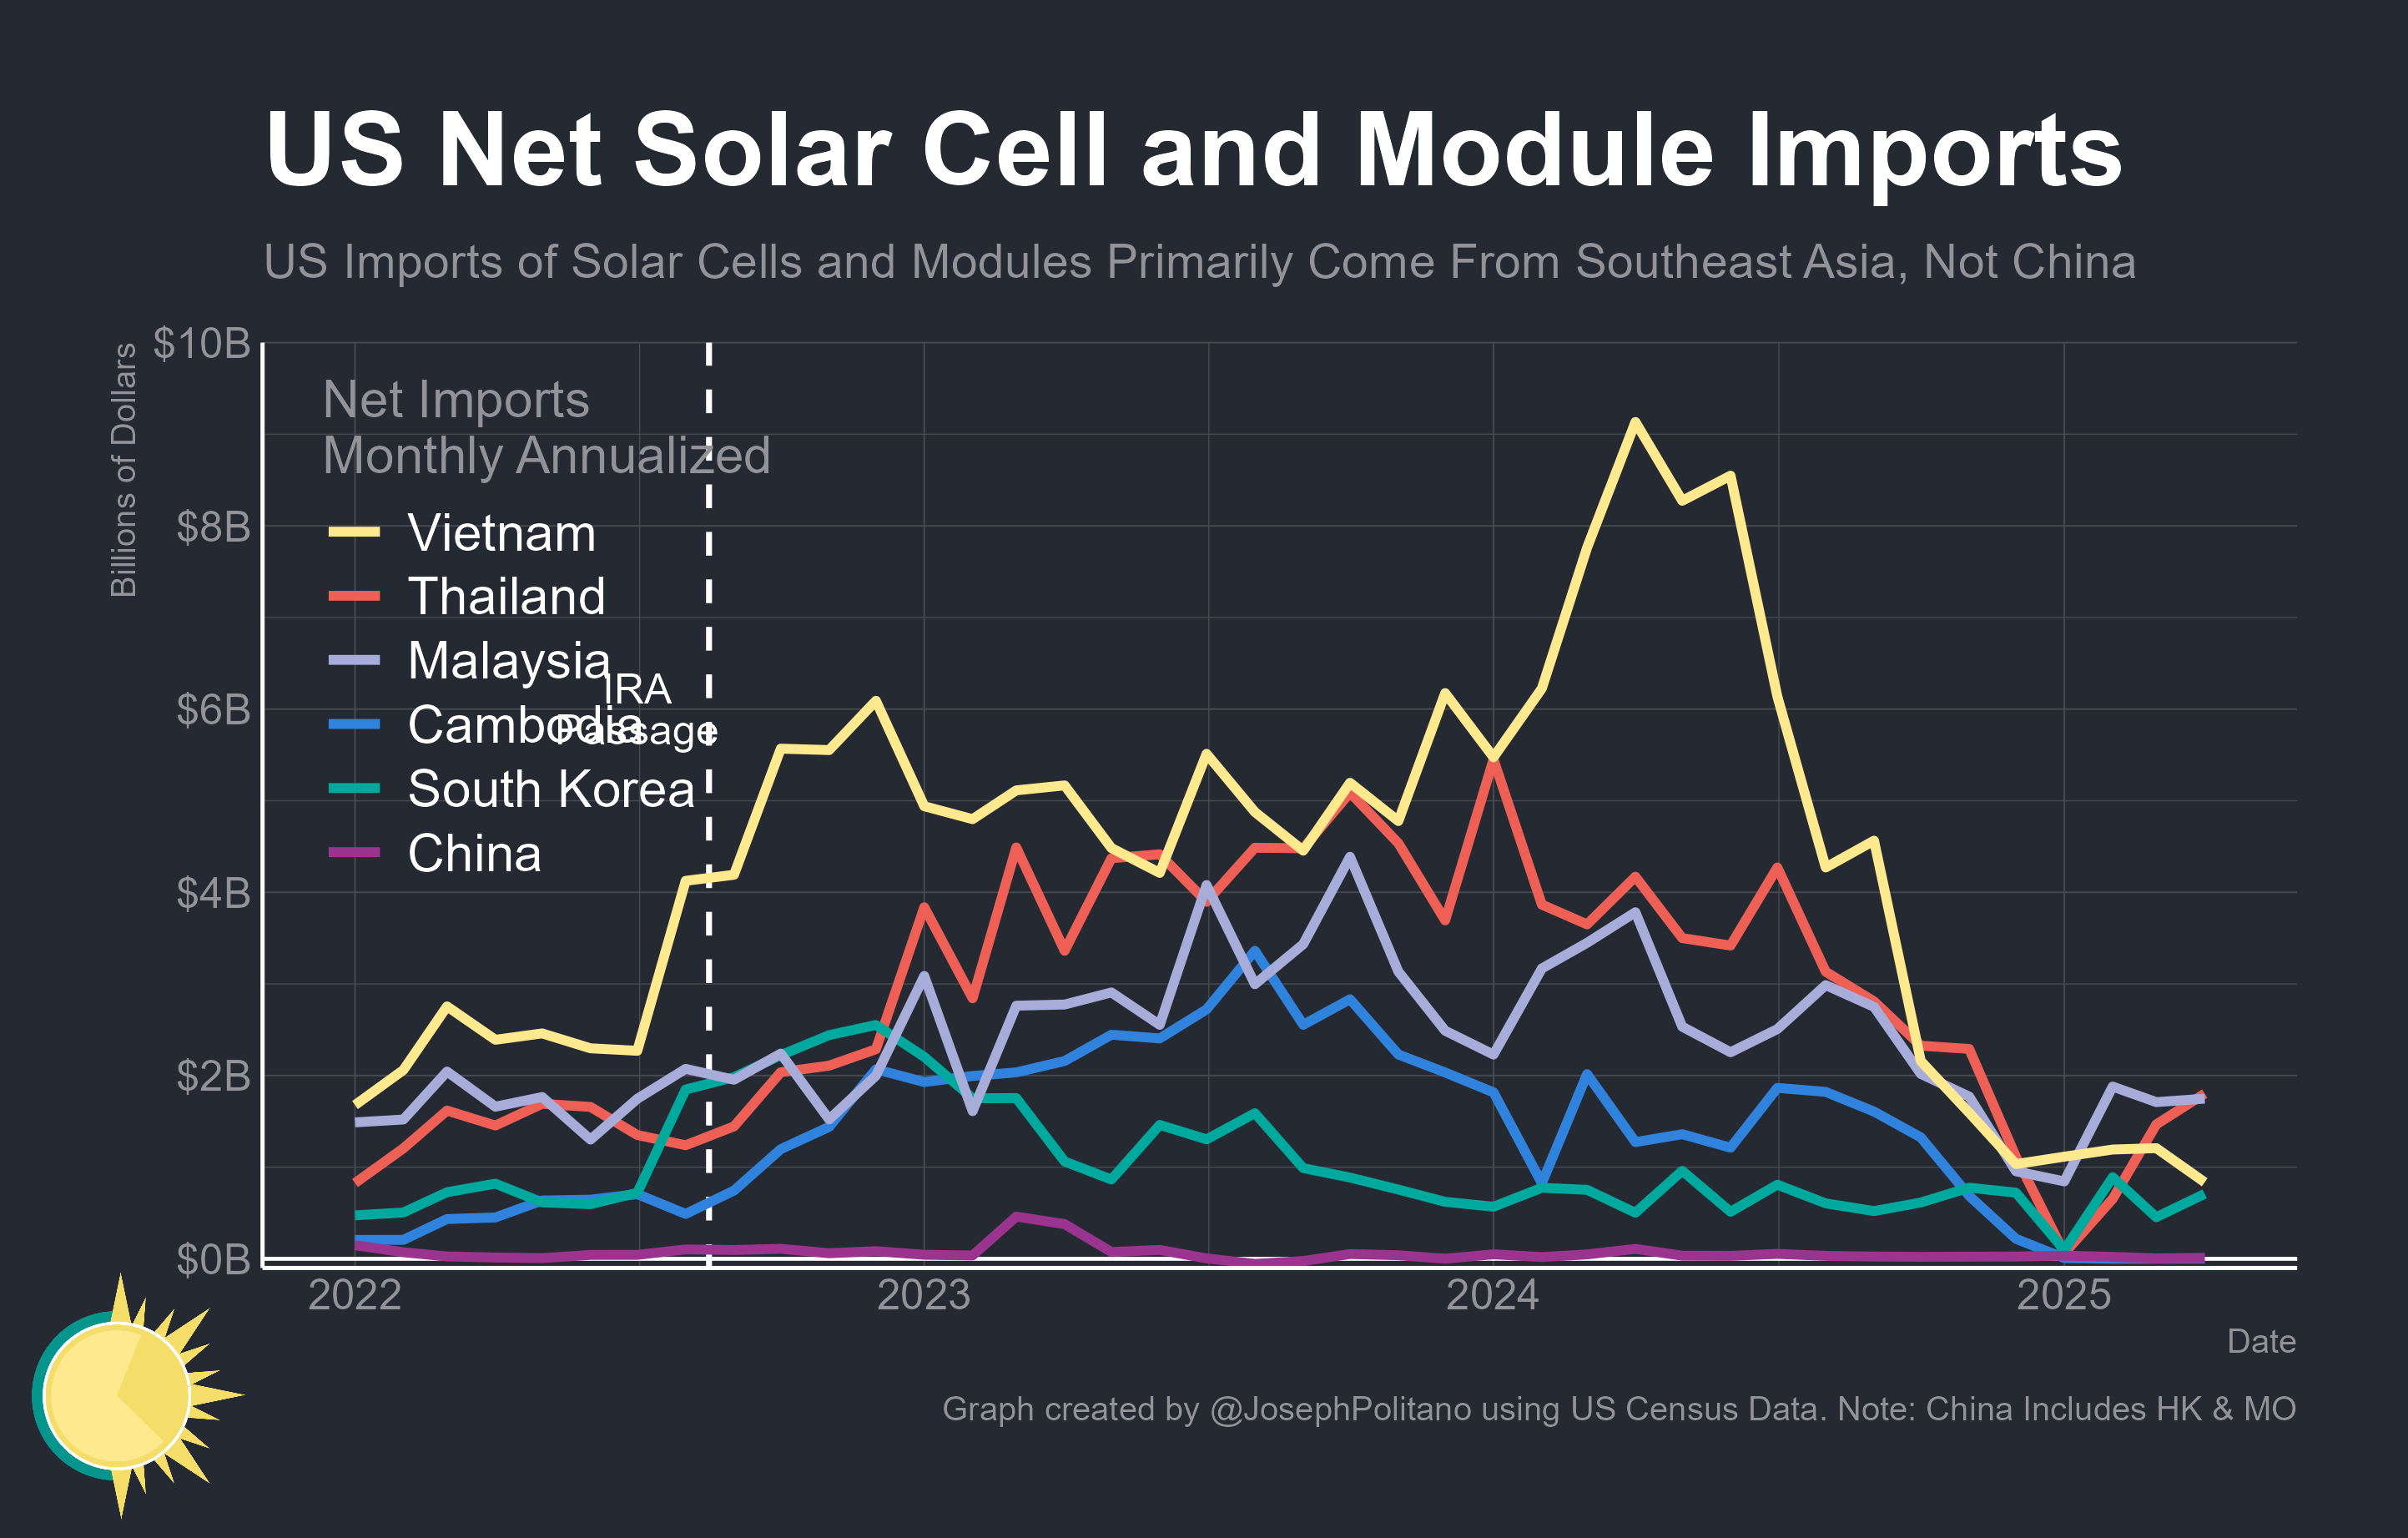 US Net Solar Cell and Module Imports
US Imports of Solar Cells and Modules Primarily Come From Southeast Asia, Not China
Billions of Dollars
$10B
$8B
$6B
$4B
$2B
$0B
Net Imports
Monthly Annualized
Vietnam
Thailand
Malaysia
Cambodia
South Korea
China
IRA
Passage
2022
2023
2024
2025
Date
Graph created by @JosephPolitano using US Census Data. Note: China Includes HK & MO